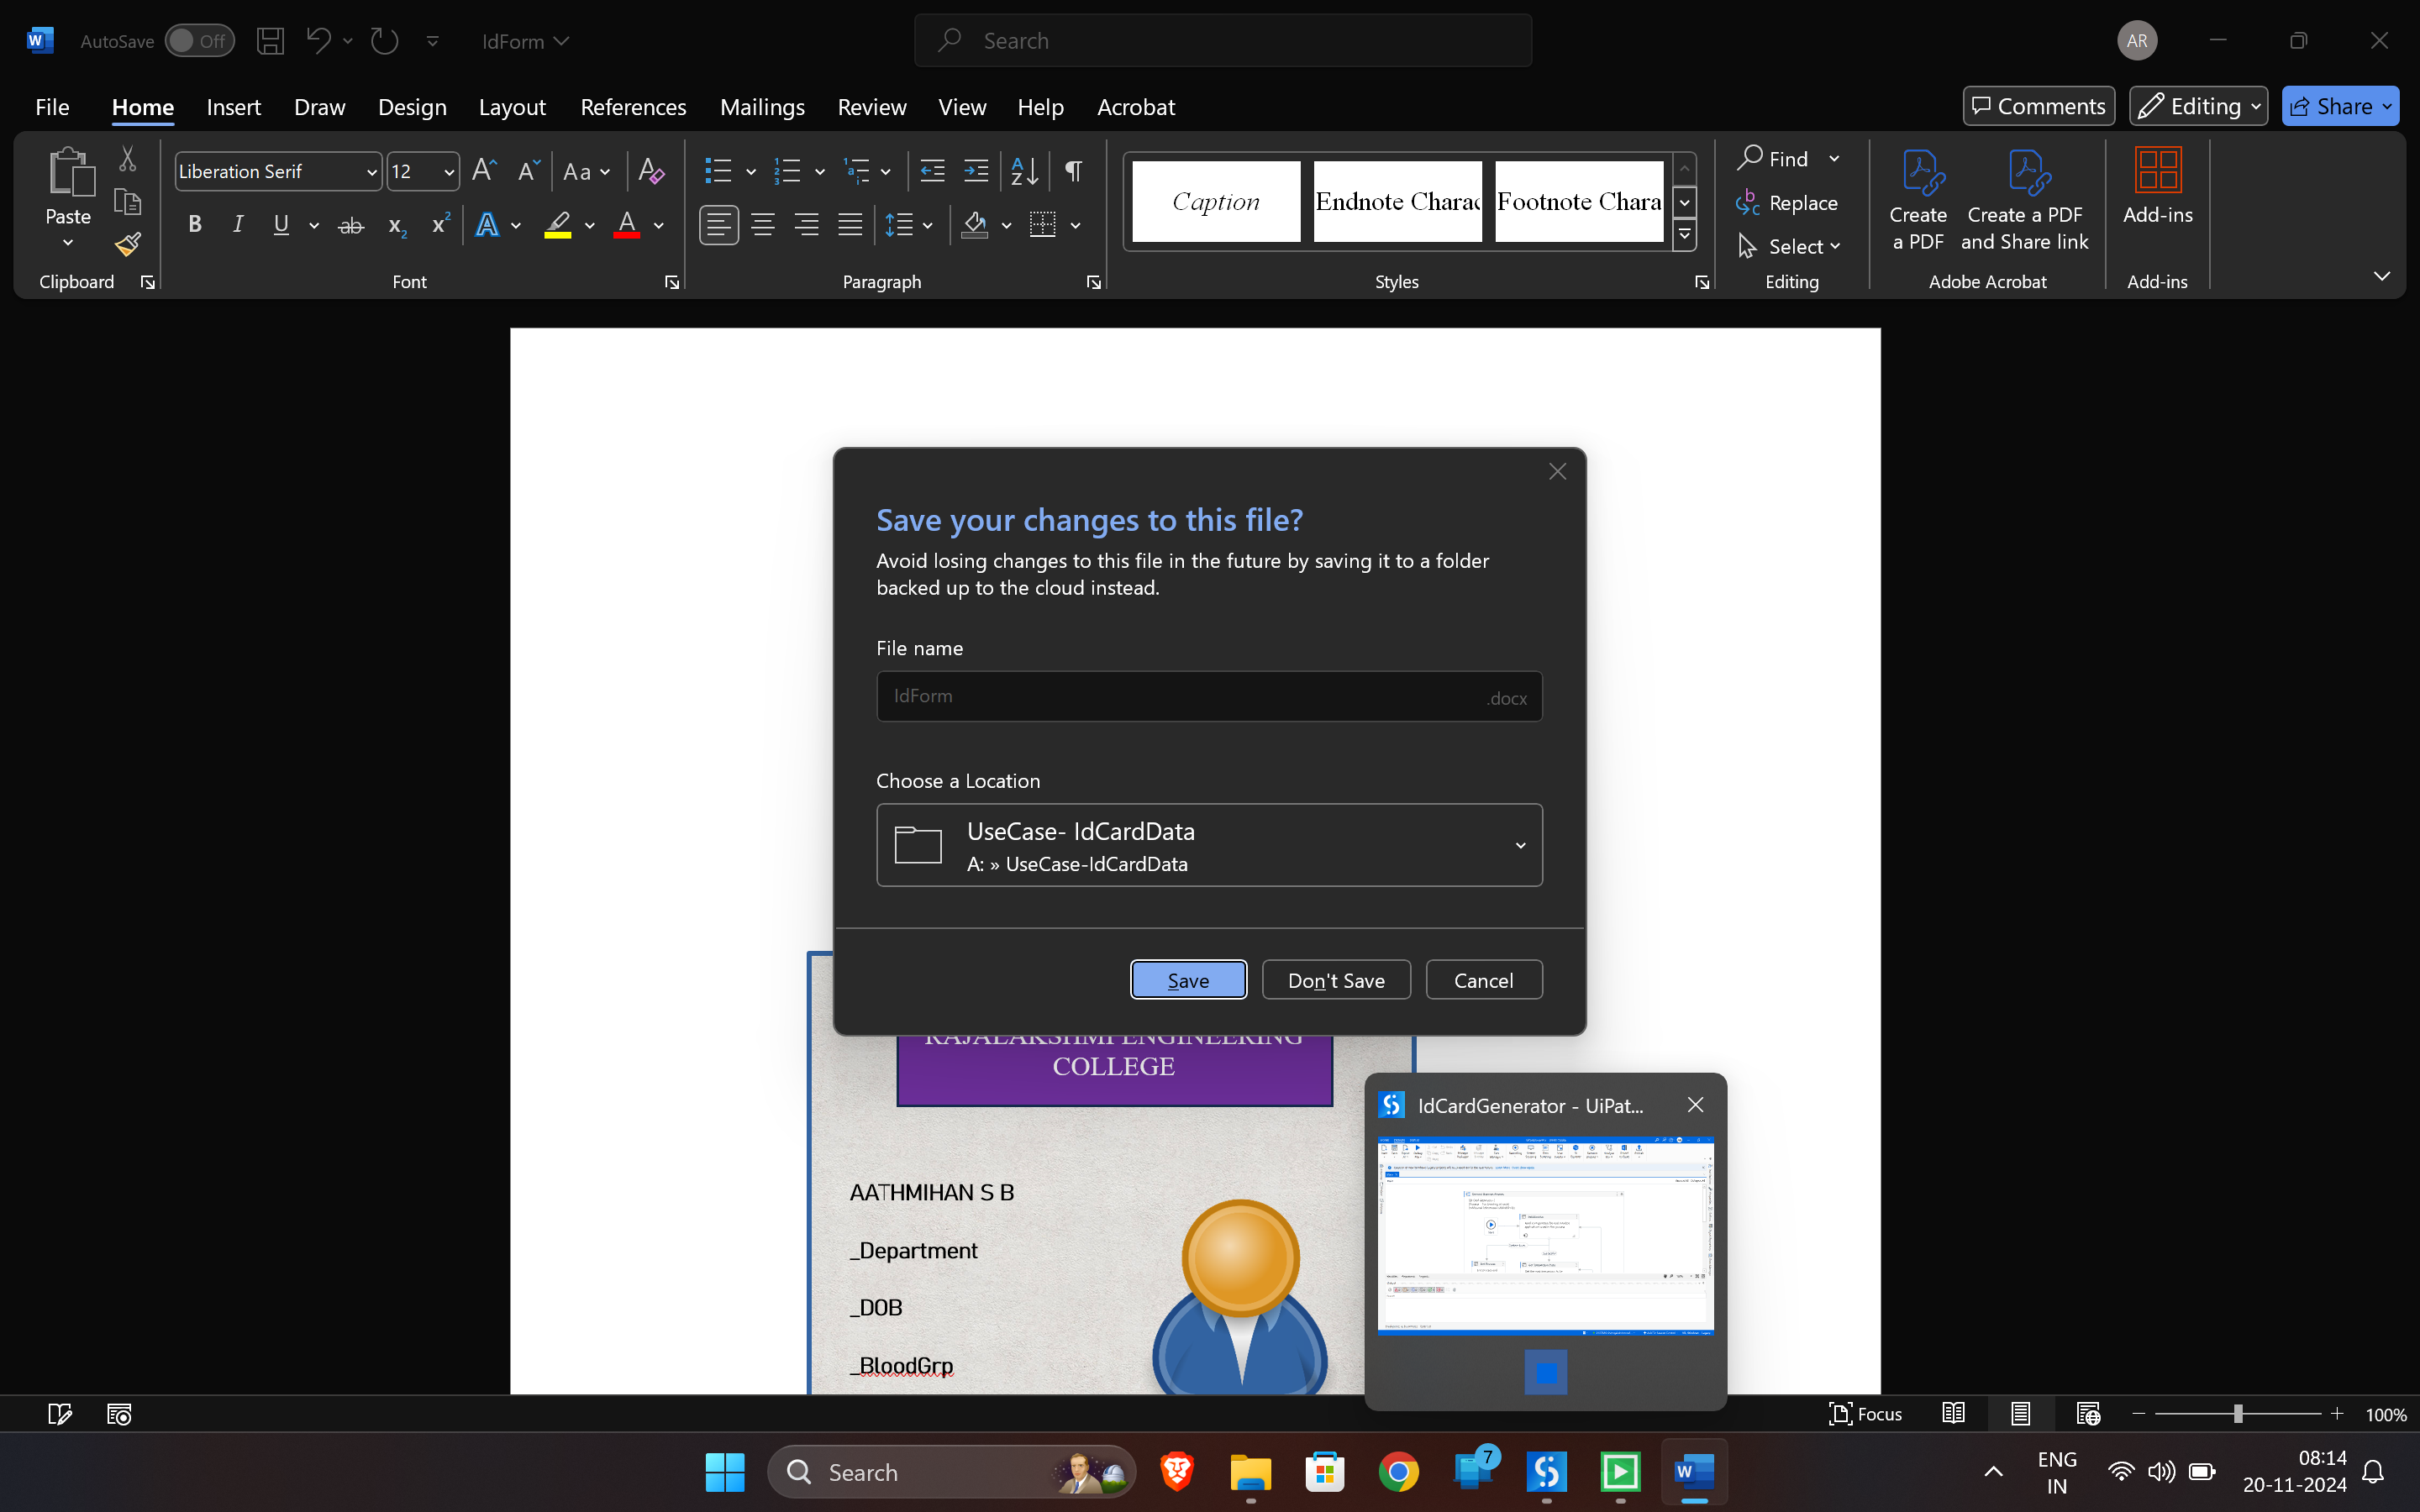 AutoSave Off IdForm Search AR
File Home Insert Draw Design Layout References Mailings Review View Help Acrobat Comments Editing Share
Paste Liberation Serif 12 Caption Endnote Charac Footnote Chara Find Replace Select Create a PDF Create a PDF and Share link Add-ins
Clipboard Font Paragraph Styles Editing Adobe Acrobat Add-ins
Save your changes to this file?
Avoid losing changes to this file in the future by saving it to a folder
backed up to the cloud instead.
File name
IdForm .docx
Choose a Location
UseCase- IdCardData
A: » UseCase-IdCardData
Save Don't Save Cancel
RAJALAKSHMI ENGINEERING
COLLEGE
IdCardGenerator - UiPat...
AATHMIHAN S B
_Department
_DOB
_BloodGrp
Focus 100%
Search 7 ENG 08:14
IN 20-11-2024